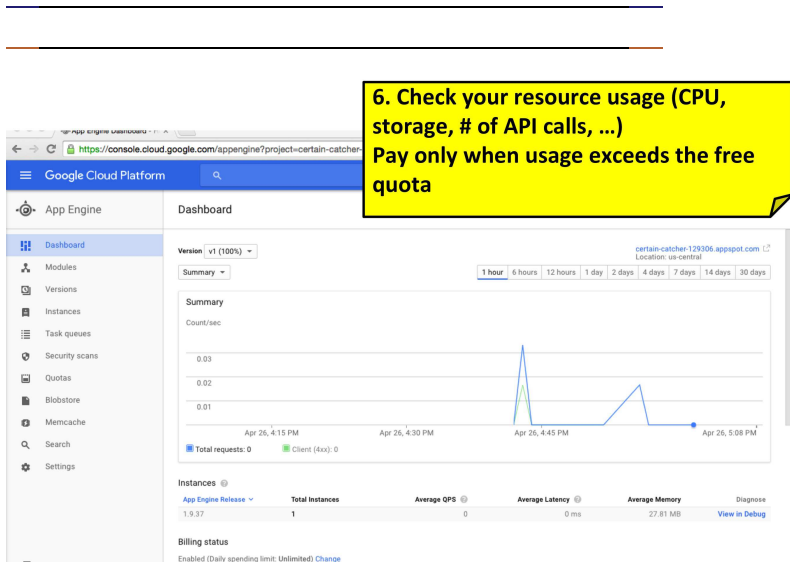 6. Check your resource usage (CPU,
storage, # of API calls, …)
Pay only when usage exceeds the free
quota
App Engine Dashboard -
https://console.cloud.google.com/appengine?project=certain-catcher-
Google Cloud Platform
App Engine
Dashboard
Dashboard
Modules
Versions
Instances
Task queues
Security scans
Quotas
Blobstore
Memcache
Search
Settings
Version v1 (100%)
certain-catcher-129306.appspot.com
Location: us-central
Summary
1 hour 6 hours 12 hours 1 day 2 days 4 days 7 days 14 days 30 days
Summary
Count/sec
0.03
0.02
0.01
Apr 26, 4:15 PM Apr 26, 4:30 PM Apr 26, 4:45 PM Apr 26, 5:08 PM
Total requests: 0 Client (4xx): 0
Instances
App Engine Release Total Instances Average QPS Average Latency Average Memory Diagnose
1.9.37 1 0 0 ms 27.81 MB View in Debug
Billing status
Enabled (Daily spending limit: Unlimited) Change